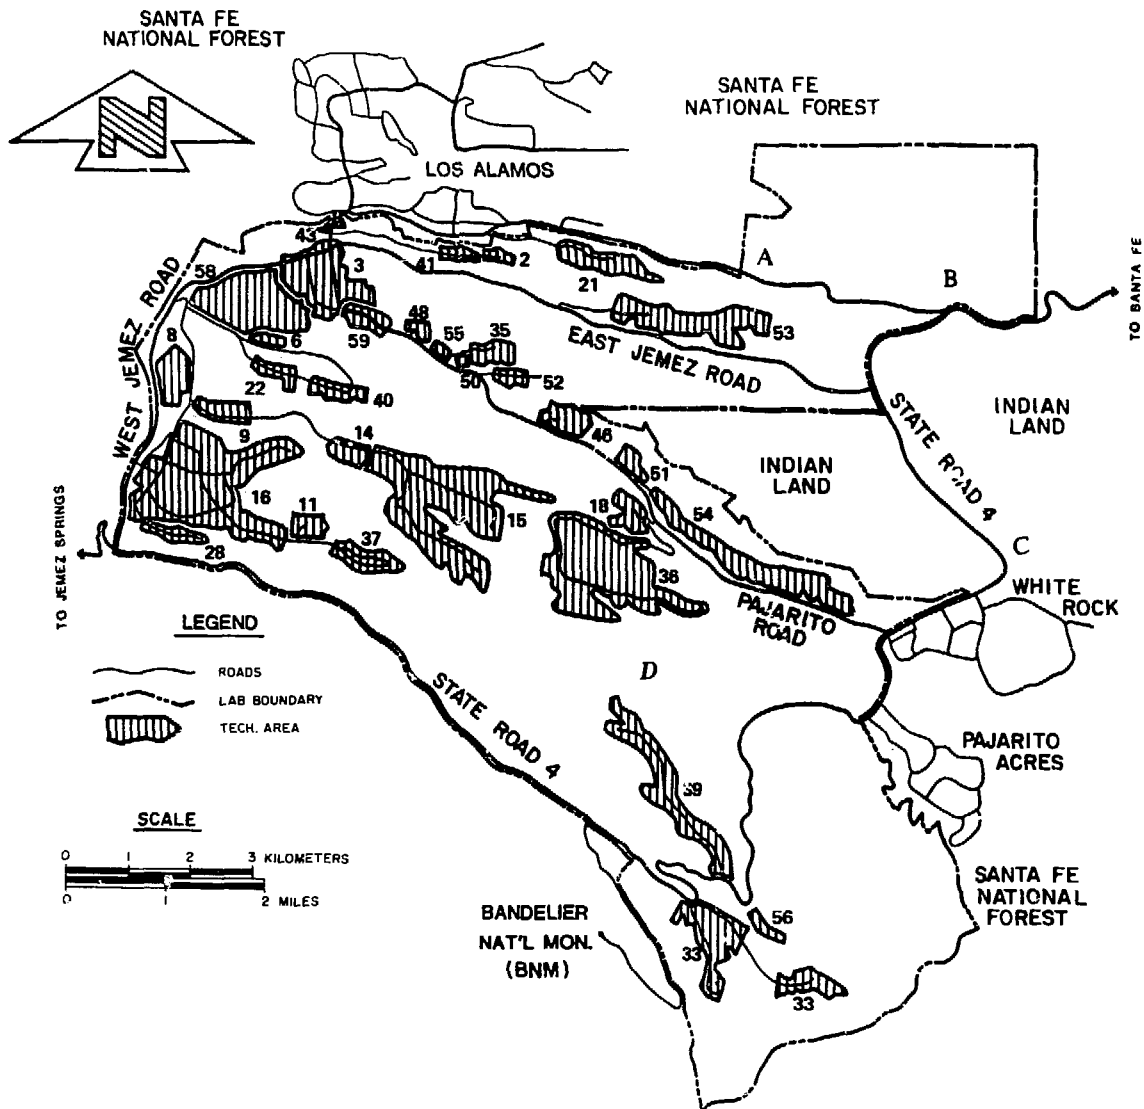 SANTA FE
NATIONAL FOREST
N
SANTA FE
NATIONAL FOREST
LOS ALAMOS
A
B
TO SANTA FE
43
58
3
41
2
21
53
WEST JEMEZ ROAD
8
6
59
48
55
35
50
52
EAST JEMEZ ROAD
22
40
STATE ROAD 4
INDIAN
LAND
9
14
46
51
INDIAN
LAND
16
11
15
18
54
TO JEMEZ SPRINGS
28
37
36
C
WHITE
ROCK
PAJARITO
ROAD
LEGEND
ROADS
LAB BOUNDARY
TECH. AREA
D
STATE ROAD 4
PAJARITO
ACRES
SCALE
0 1 2 3 KILOMETERS
0 1 2 MILES
SANTA FE
NATIONAL
FOREST
BANDELIER
NAT'L MON.
(BNM)
56
33
33